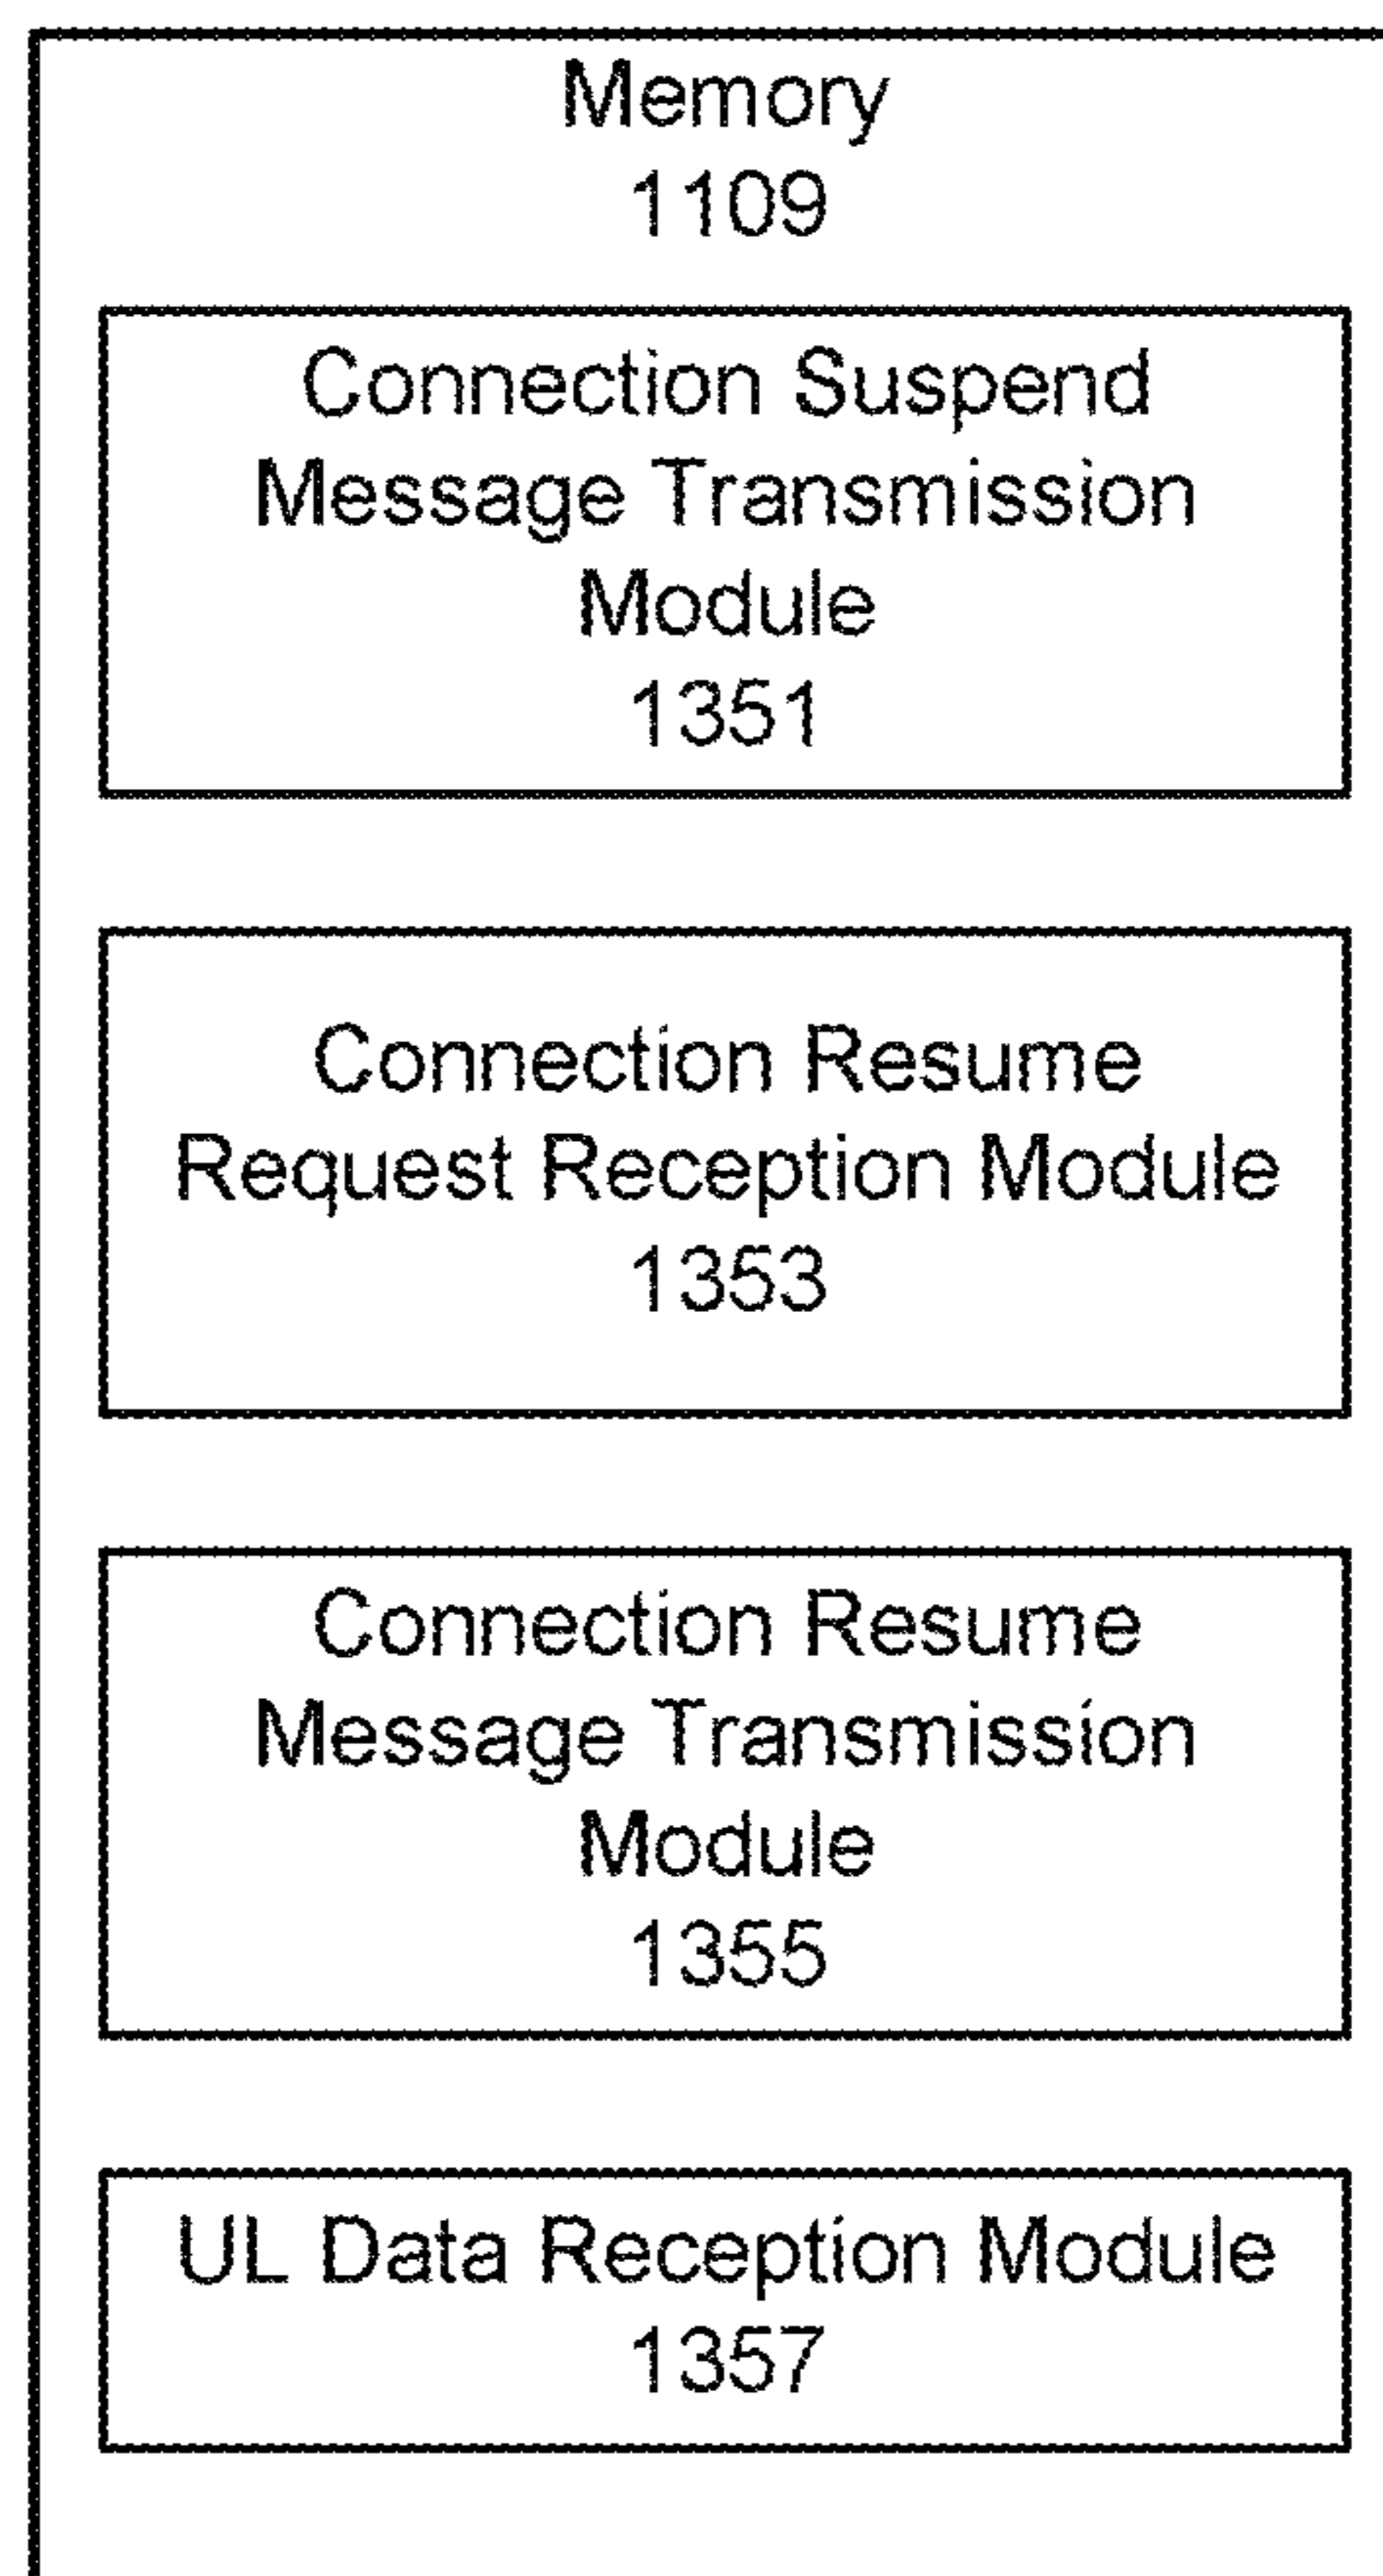 Memory
1109
Connection Suspend
Message Transmission
Module
1351
Connection Resume
Request Reception Module
1353
Connection Resume
Message Transmission
Module
1355
UL Data Reception Module
1357